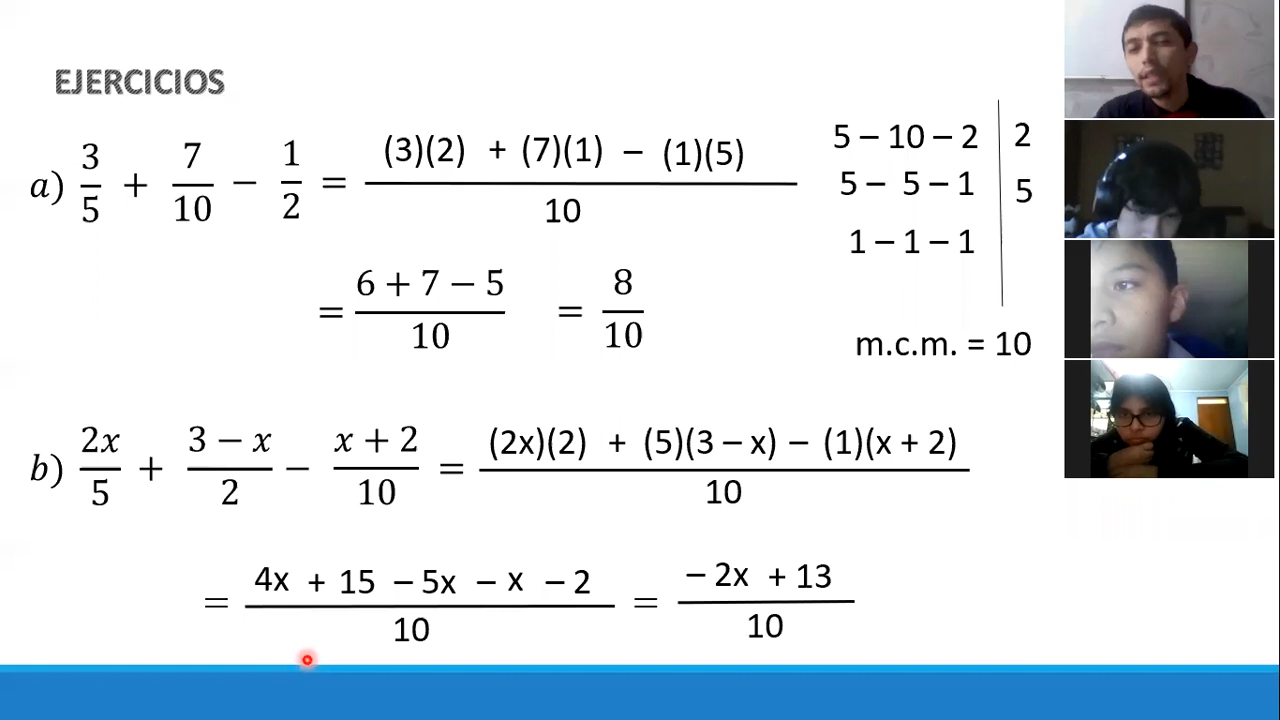 EJERCICIOS
a) 3/5 + 7/10 − 1/2 = (3)(2) + (7)(1) − (1)(5) / 10
= 6 + 7 − 5 / 10 = 8/10
5 – 10 – 2 | 2
5 – 5 – 1 | 5
1 – 1 – 1
m.c.m. = 10
b) 2x/5 + 3 − x/2 − x + 2/10 = (2x)(2) + (5)(3 – x) – (1)(x + 2) / 10
= 4x + 15 – 5x – x – 2 / 10 = – 2x + 13 / 10